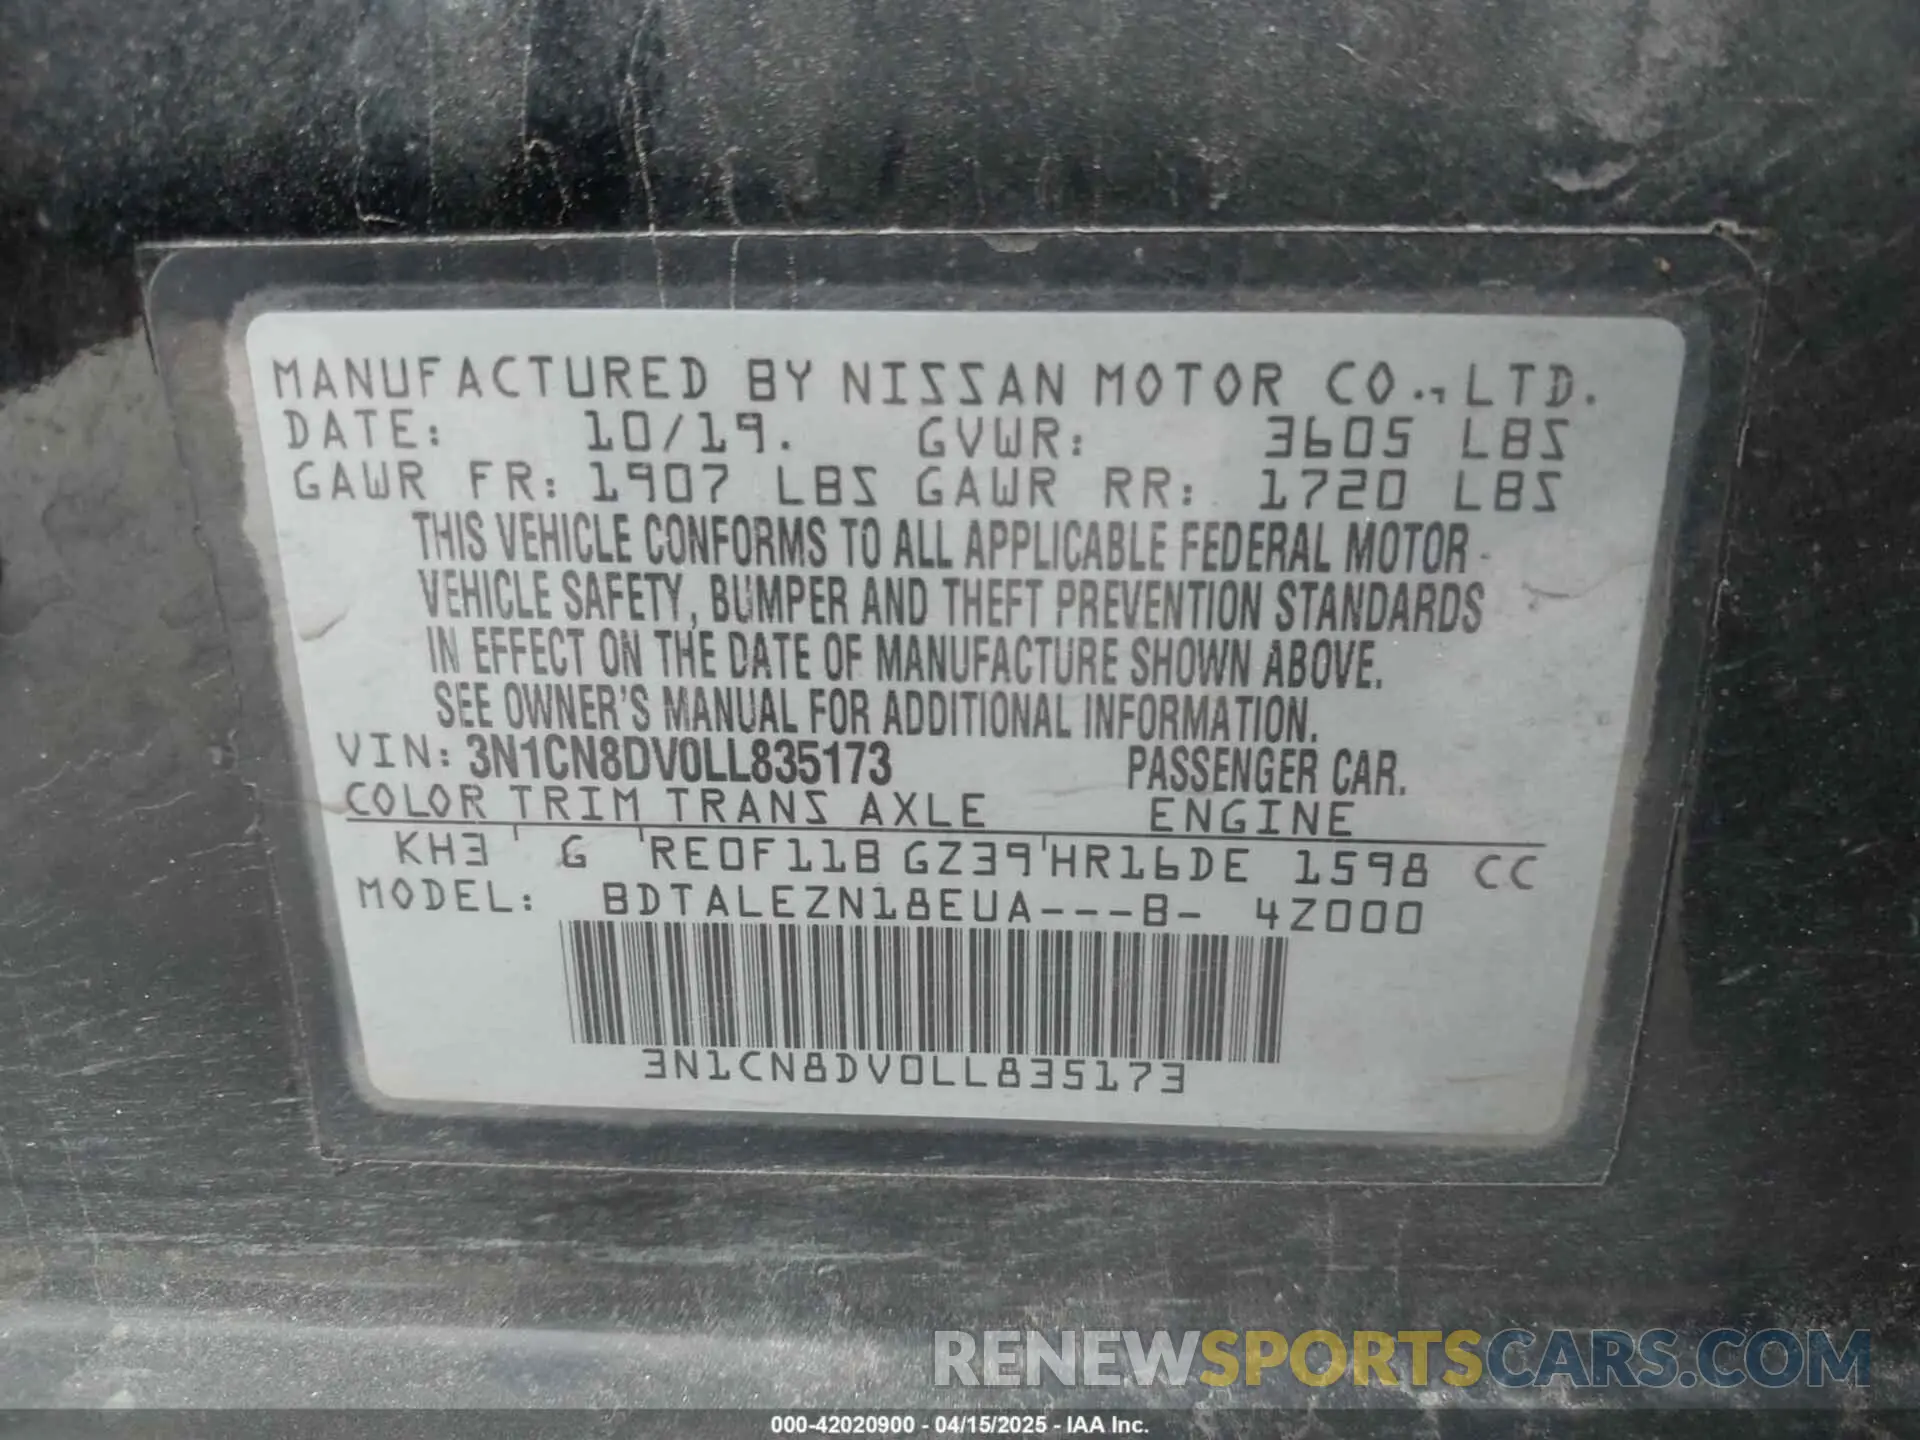 MANUFACTURED BY NISSAN MOTOR CO., LTD.
DATE: 10/19. GVWR: 3605 LBS
GAWR FR: 1907 LBS GAWR RR: 1720 LBS
THIS VEHICLE CONFORMS TO ALL APPLICABLE FEDERAL MOTOR
VEHICLE SAFETY, BUMPER AND THEFT PREVENTION STANDARDS
IN EFFECT ON THE DATE OF MANUFACTURE SHOWN ABOVE.
SEE OWNER'S MANUAL FOR ADDITIONAL INFORMATION.
VIN: 3N1CN8DV0LL835173 PASSENGER CAR.
COLOR TRIM TRANS AXLE ENGINE
KH3 G RE0F11B GZ39 HR16DE 1598 CC
MODEL: BDTALEZN18EUA---B- 4Z000
3N1CN8DV0LL835173
RENEWSPORTSCARS.COM
000-42020900 - 04/15/2025 - IAA Inc.